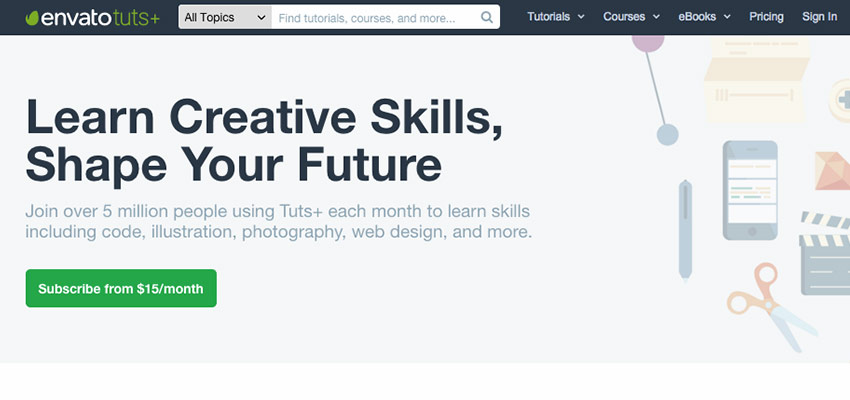 envatotuts+ All Topics Find tutorials, courses, and more... Tutorials Courses eBooks Pricing Sign In
Learn Creative Skills,
Shape Your Future
Join over 5 million people using Tuts+ each month to learn skills
including code, illustration, photography, web design, and more.
Subscribe from $15/month